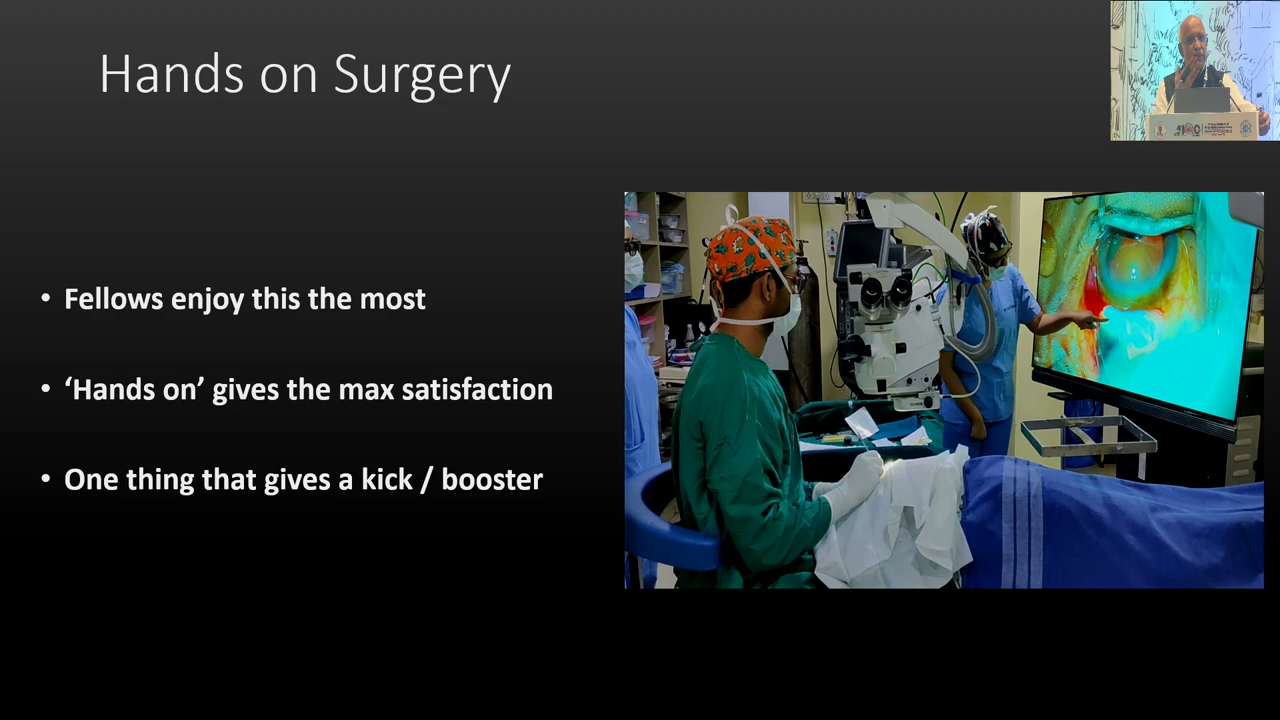 Hands on Surgery
• Fellows enjoy this the most
• ‘Hands on’ gives the max satisfaction
• One thing that gives a kick / booster